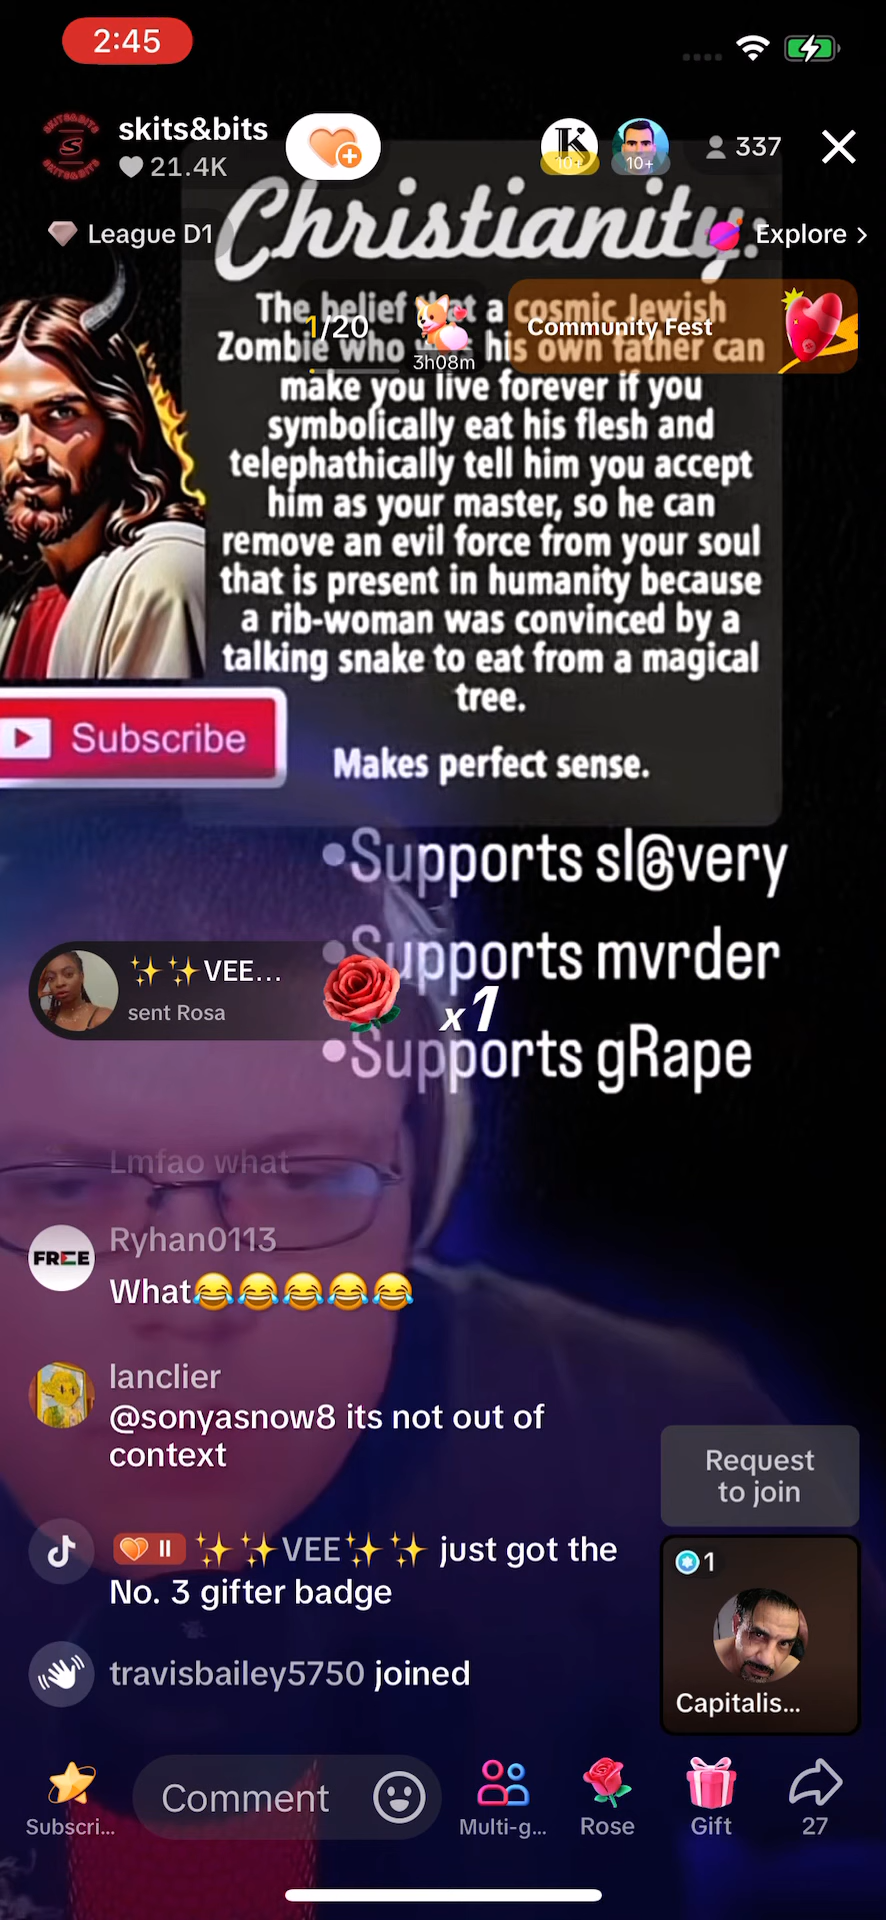 2:45
skits&bits
21.4K
10+
10+
337
League D1
Explore >
Christianity:
The belief that a cosmic Jewish
Zombie who was his own father can
make you live forever if you
symbolically eat his flesh and
telephathically tell him you accept
him as your master, so he can
remove an evil force from your soul
that is present in humanity because
a rib-woman was convinced by a
talking snake to eat from a magical
tree.
Makes perfect sense.
1/20
3h08m
Community Fest
Subscribe
•Supports sl@very
•Supports mvrder
•Supports gRape
VEE...
sent Rosa
x1
Lmfao what
Ryhan0113
FREE
What😂😂😂😂😂
lanclier
@sonyasnow8 its not out of
context
II ✨✨VEE✨✨ just got the
No. 3 gifter badge
travisbailey5750 joined
Request
to join
1
Capitalis...
Comment
Subscri...
Multi-g...
Rose
Gift
27